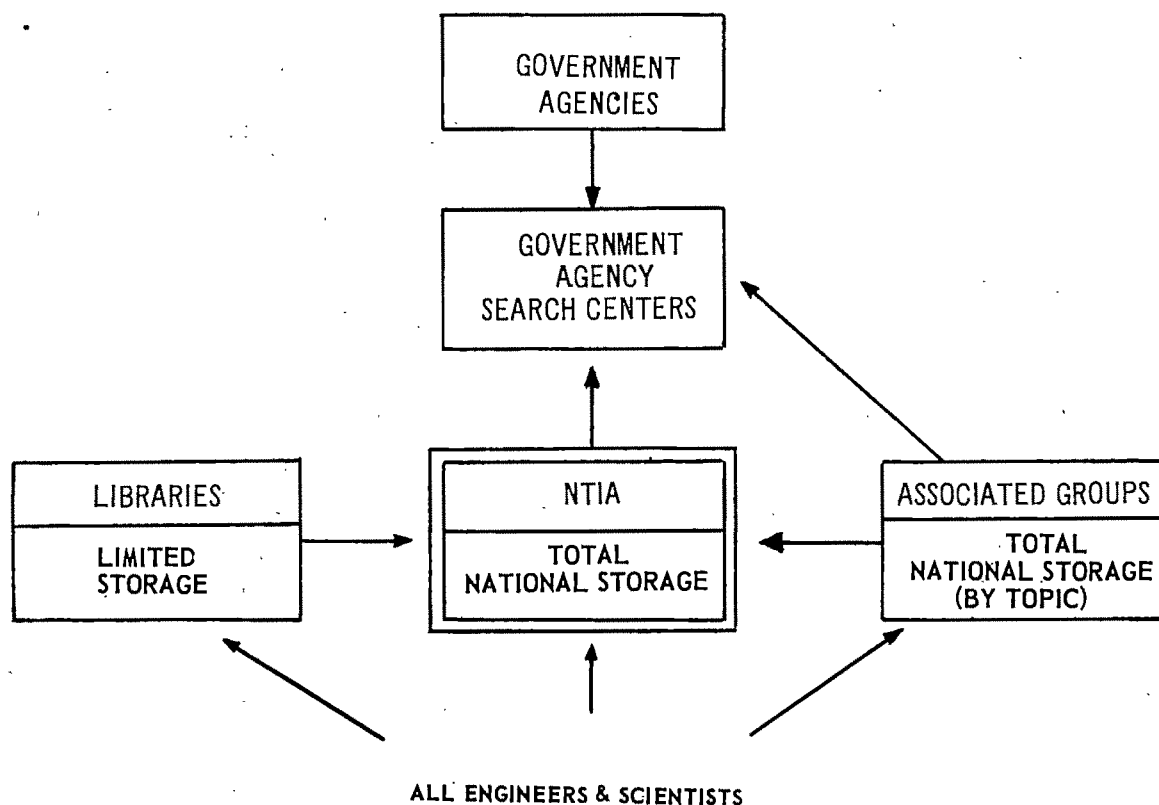 GOVERNMENT
AGENCIES
GOVERNMENT
AGENCY
SEARCH CENTERS
LIBRARIES
LIMITED
STORAGE
NTIA
TOTAL
NATIONAL STORAGE
ASSOCIATED GROUPS
TOTAL
NATIONAL STORAGE
(BY TOPIC)
ALL ENGINEERS & SCIENTISTS